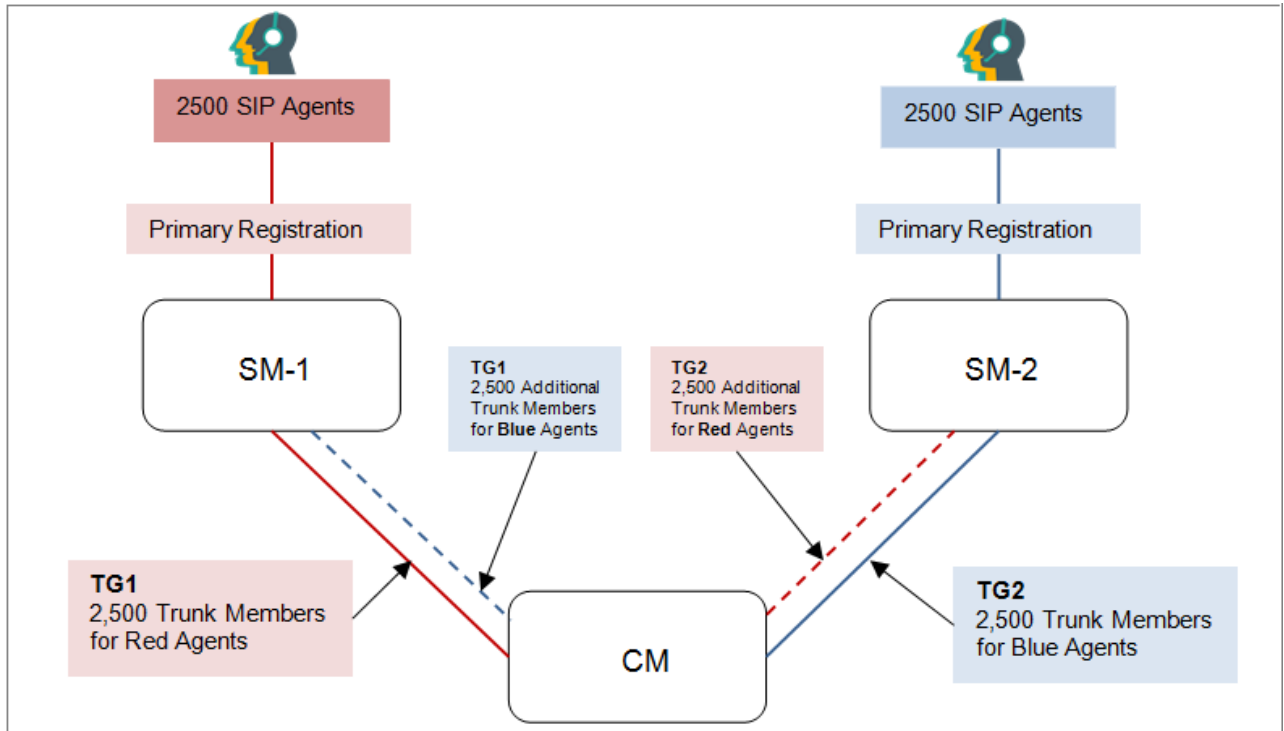 2500 SIP Agents
2500 SIP Agents
Primary Registration
Primary Registration
SM-1
SM-2
TG1
2,500 Additional
Trunk Members
for Blue Agents
TG2
2,500 Additional
Trunk Members
for Red Agents
TG1
2,500 Trunk Members
for Red Agents
CM
TG2
2,500 Trunk Members
for Blue Agents